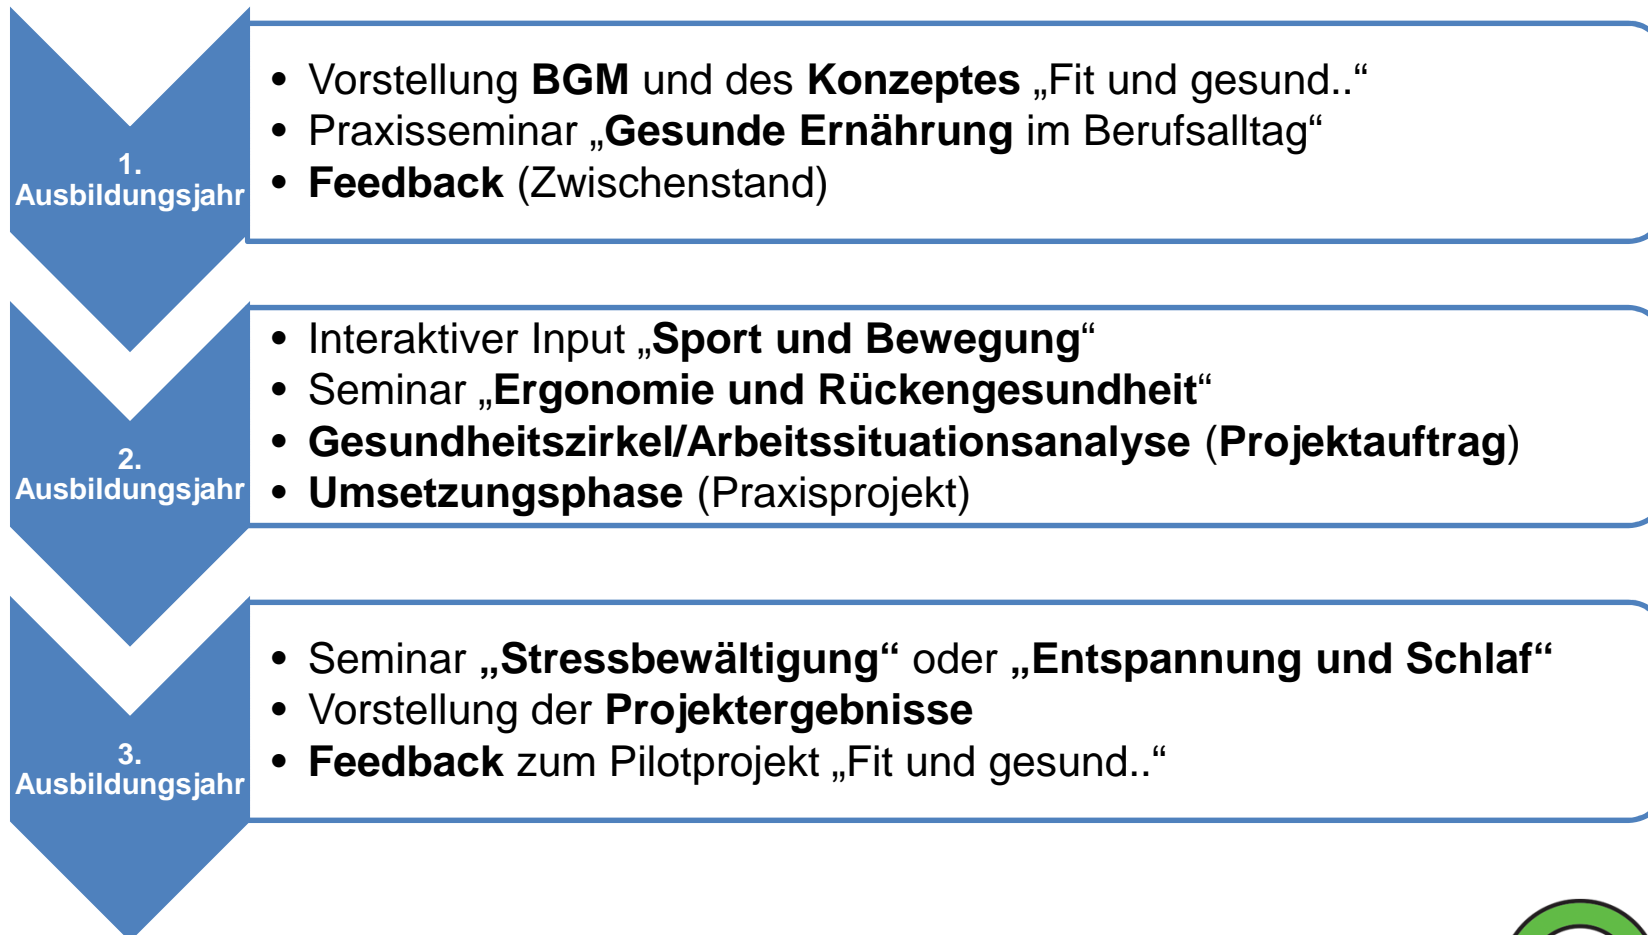 1.
Ausbildungsjahr
• Vorstellung BGM und des Konzeptes „Fit und gesund..“
• Praxisseminar „Gesunde Ernährung im Berufsalltag“
• Feedback (Zwischenstand)
2.
Ausbildungsjahr
• Interaktiver Input „Sport und Bewegung“
• Seminar „Ergonomie und Rückengesundheit“
• Gesundheitszirkel/Arbeitssituationsanalyse (Projektauftrag)
• Umsetzungsphase (Praxisprojekt)
3.
Ausbildungsjahr
• Seminar „Stressbewältigung“ oder „Entspannung und Schlaf“
• Vorstellung der Projektergebnisse
• Feedback zum Pilotprojekt „Fit und gesund..“